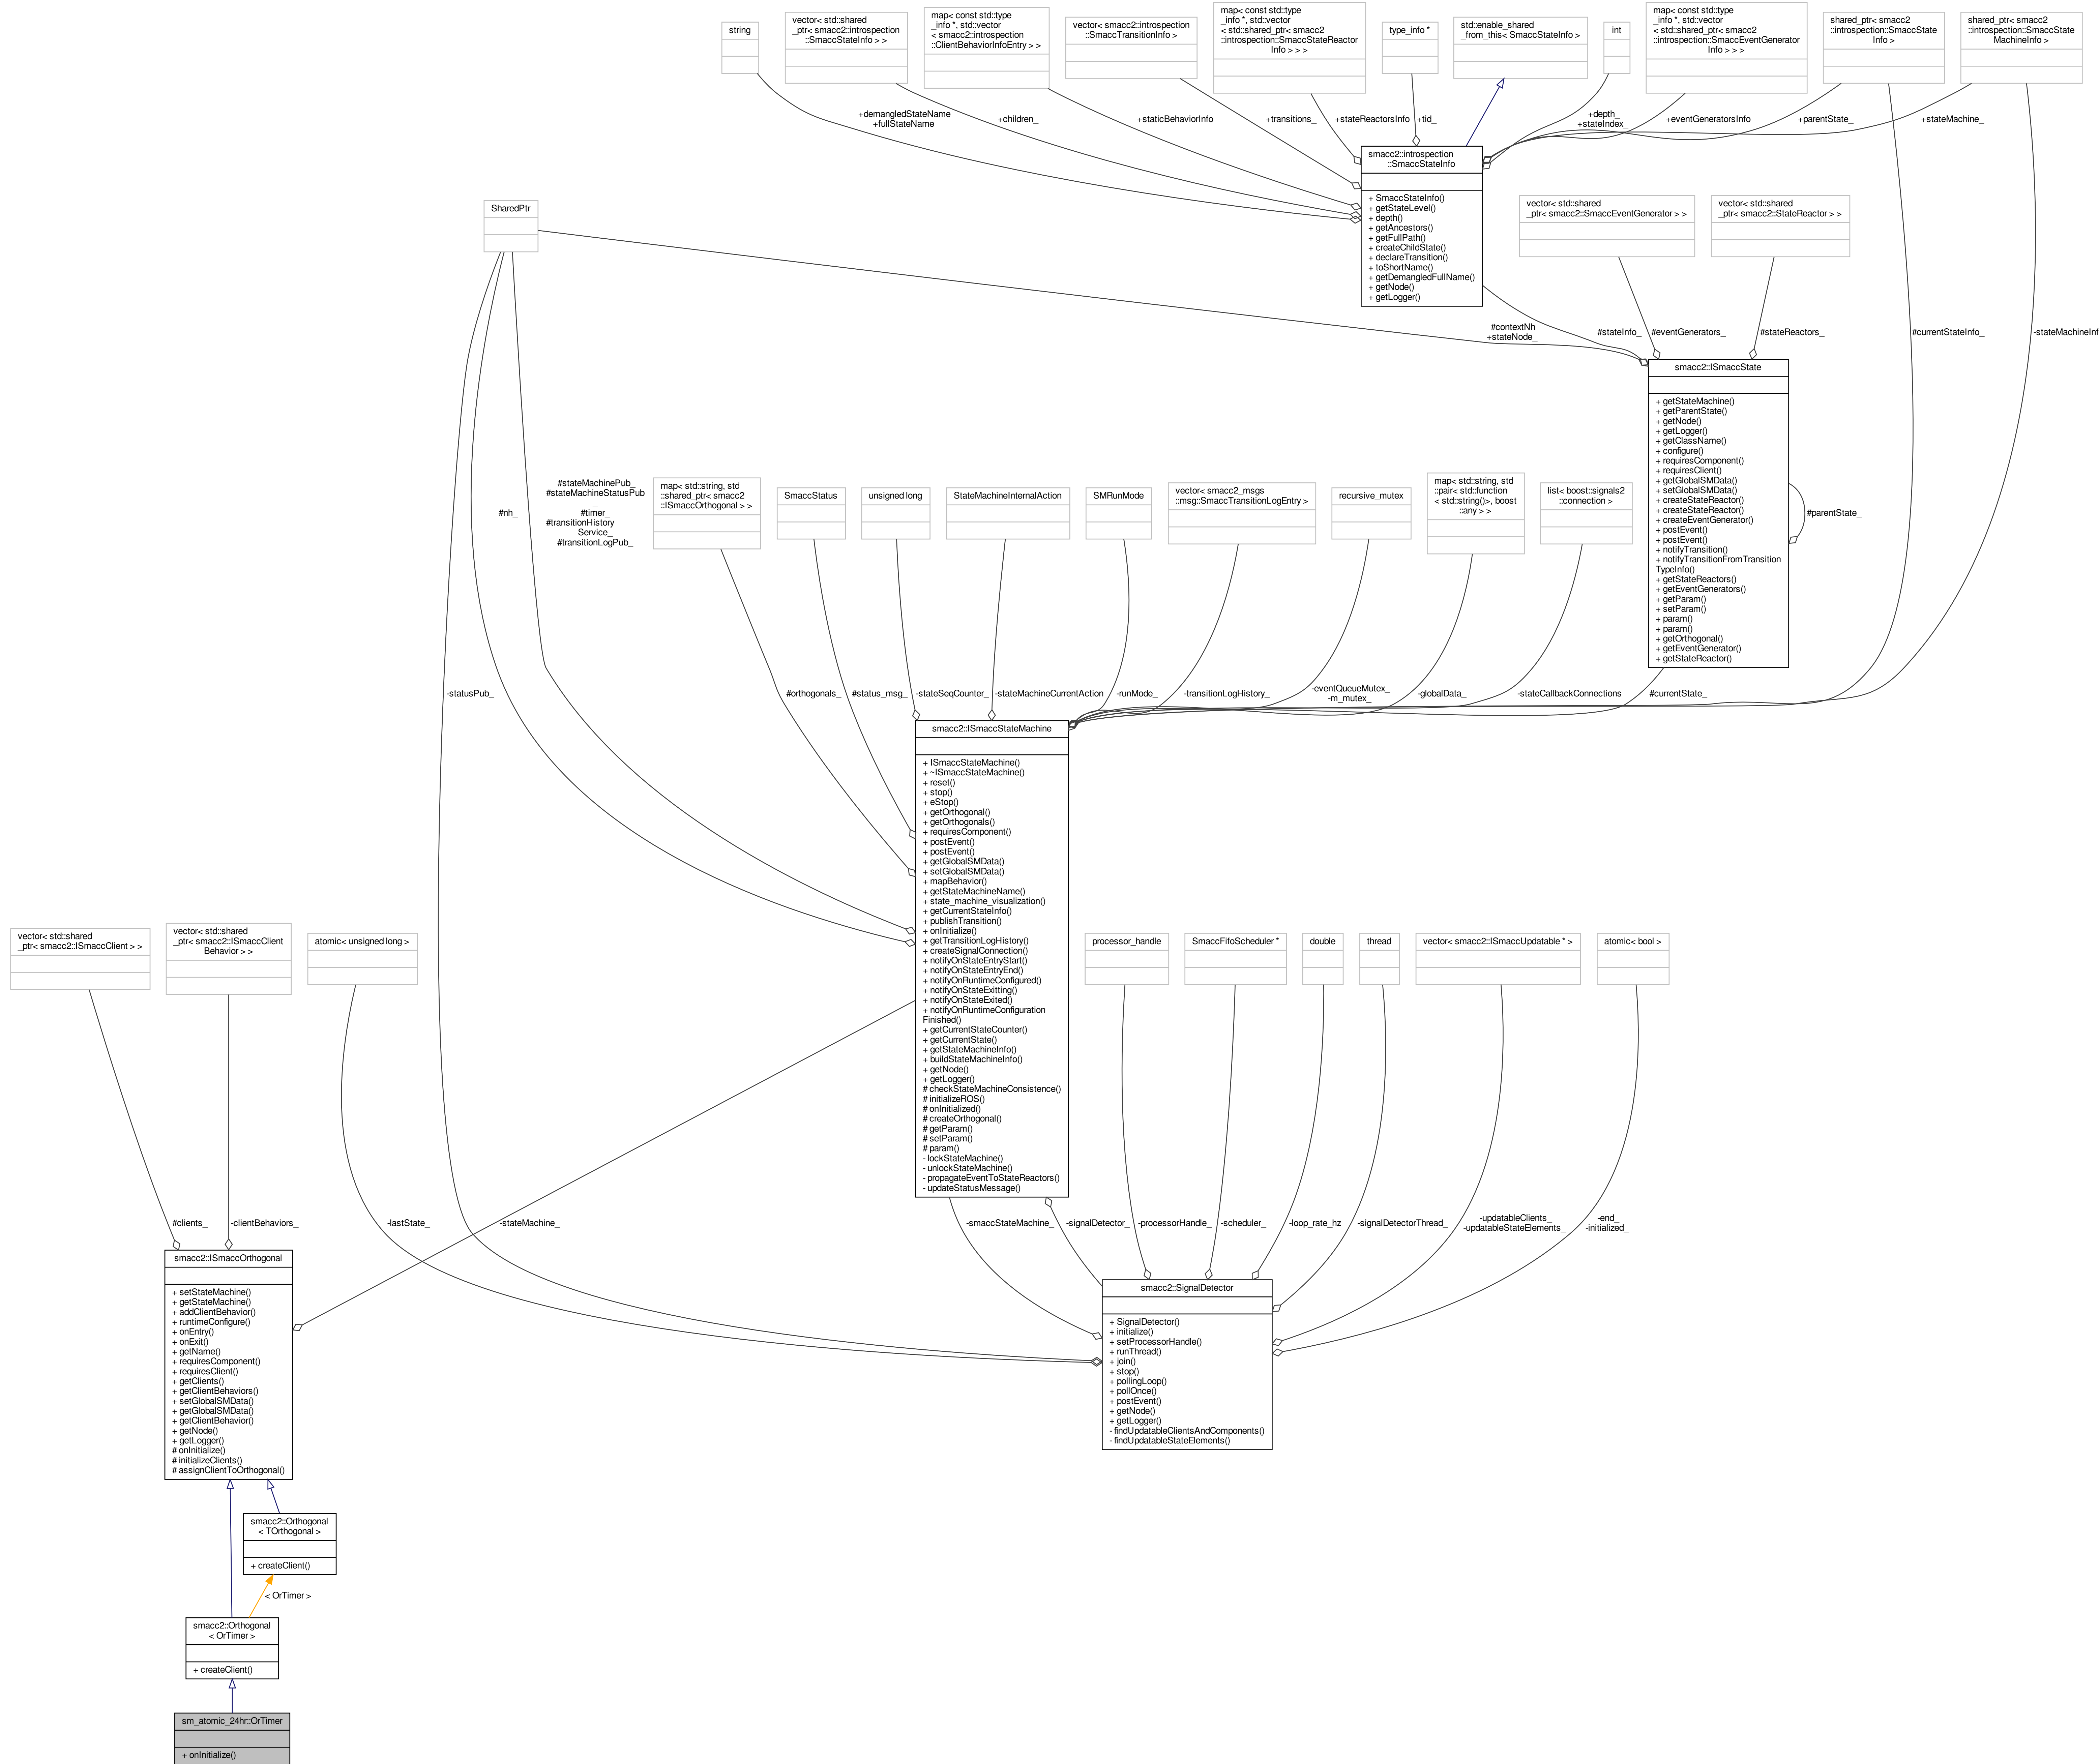 string
vector< std::shared
_ptr< smacc2::introspection
::SmaccStateInfo > >
map< const std::type
_info *, std::vector
< smacc2::introspection
::ClientBehaviorInfoEntry > >
vector< smacc2::introspection
::SmaccTransitionInfo >
map< const std::type
_info *, std::vector
< std::shared_ptr< smacc2
::introspection::SmaccStateReactor
Info > > >
type_info *
std::enable_shared
_from_this< SmaccStateInfo >
int
map< const std::type
_info *, std::vector
< std::shared_ptr< smacc2
::introspection::SmaccEventGenerator
Info > > >
shared_ptr< smacc2
::introspection::SmaccState
Info >
shared_ptr< smacc2
::introspection::SmaccState
MachineInfo >
+demangledStateName
+fullStateName
+children_
+staticBehaviorInfo
+transitions_
+stateReactorsInfo
+tid_
+depth_
+stateIndex_
+eventGeneratorsInfo
+parentState_
+stateMachine_
smacc2::introspection
::SmaccStateInfo
+ SmaccStateInfo()
+ getStateLevel()
+ depth()
+ getAncestors()
+ getFullPath()
+ createChildState()
+ declareTransition()
+ toShortName()
+ getDemangledFullName()
+ getNode()
+ getLogger()
SharedPtr
vector< std::shared
_ptr< smacc2::SmaccEventGenerator > >
vector< std::shared
_ptr< smacc2::StateReactor > >
#contextNh
+stateNode_
#stateInfo_
#eventGenerators_
#stateReactors_
#currentStateInfo_
-stateMachineInf
smacc2::ISmaccState
+ getStateMachine()
+ getParentState()
+ getNode()
+ getLogger()
+ getClassName()
+ configure()
+ requiresComponent()
+ requiresClient()
+ getGlobalSMData()
+ setGlobalSMData()
+ createStateReactor()
+ createStateReactor()
+ createEventGenerator()
+ postEvent()
+ postEvent()
+ notifyTransition()
+ notifyTransitionFromTransition
TypeInfo()
+ getStateReactors()
+ getEventGenerators()
+ getParam()
+ setParam()
+ param()
+ param()
+ getOrthogonal()
+ getEventGenerator()
+ getStateReactor()
#parentState_
#nh_
#stateMachinePub_
#stateMachineStatusPub
_
#timer_
#transitionHistory
Service_
#transitionLogPub_
map< std::string, std
::shared_ptr< smacc2
::ISmaccOrthogonal > >
SmaccStatus
unsigned long
StateMachineInternalAction
SMRunMode
vector< smacc2_msgs
::msg::SmaccTransitionLogEntry >
recursive_mutex
map< std::string, std
::pair< std::function
< std::string()>, boost
::any > >
list< boost::signals2
::connection >
-statusPub_
#orthogonals_
#status_msg_
-stateSeqCounter_
-stateMachineCurrentAction
-runMode_
-transitionLogHistory_
-eventQueueMutex_
-m_mutex_
-globalData_
-stateCallbackConnections
#currentState_
smacc2::ISmaccStateMachine
+ ISmaccStateMachine()
+ ~ISmaccStateMachine()
+ reset()
+ stop()
+ eStop()
+ getOrthogonal()
+ getOrthogonals()
+ requiresComponent()
+ postEvent()
+ postEvent()
+ getGlobalSMData()
+ setGlobalSMData()
+ mapBehavior()
+ getStateMachineName()
+ state_machine_visualization()
+ getCurrentStateInfo()
+ publishTransition()
+ onInitialize()
+ getTransitionLogHistory()
+ createSignalConnection()
+ notifyOnStateEntryStart()
+ notifyOnStateEntryEnd()
+ notifyOnRuntimeConfigured()
+ notifyOnStateExitting()
+ notifyOnStateExited()
+ notifyOnRuntimeConfiguration
Finished()
+ getCurrentStateCounter()
+ getCurrentState()
+ getStateMachineInfo()
+ buildStateMachineInfo()
+ getNode()
+ getLogger()
# checkStateMachineConsistence()
# initializeROS()
# onInitialized()
# createOrthogonal()
# getParam()
# setParam()
# param()
- lockStateMachine()
- unlockStateMachine()
- propagateEventToStateReactors()
- updateStatusMessage()
vector< std::shared
_ptr< smacc2::ISmaccClient > >
vector< std::shared
_ptr< smacc2::ISmaccClient
Behavior > >
atomic< unsigned long >
processor_handle
SmaccFifoScheduler *
double
thread
vector< smacc2::ISmaccUpdatable * >
atomic< bool >
#clients_
-clientBehaviors_
-lastState_
-stateMachine_
-smaccStateMachine_
-signalDetector_
-processorHandle_
-scheduler_
-loop_rate_hz
-signalDetectorThread_
-updatableClients_
-updatableStateElements_
-end_
-initialized_
smacc2::ISmaccOrthogonal
+ setStateMachine()
+ getStateMachine()
+ addClientBehavior()
+ runtimeConfigure()
+ onEntry()
+ onExit()
+ getName()
+ requiresComponent()
+ requiresClient()
+ getClients()
+ getClientBehaviors()
+ setGlobalSMData()
+ getGlobalSMData()
+ getClientBehavior()
+ getNode()
+ getLogger()
# onInitialize()
# initializeClients()
# assignClientToOrthogonal()
smacc2::SignalDetector
+ SignalDetector()
+ initialize()
+ setProcessorHandle()
+ runThread()
+ join()
+ stop()
+ pollingLoop()
+ pollOnce()
+ postEvent()
+ getNode()
+ getLogger()
- findUpdatableClientsAndComponents()
- findUpdatableStateElements()
smacc2::Orthogonal
< TOrthogonal >
+ createClient()
< OrTimer >
smacc2::Orthogonal
< OrTimer >
+ createClient()
sm_atomic_24hr::OrTimer
+ onInitialize()